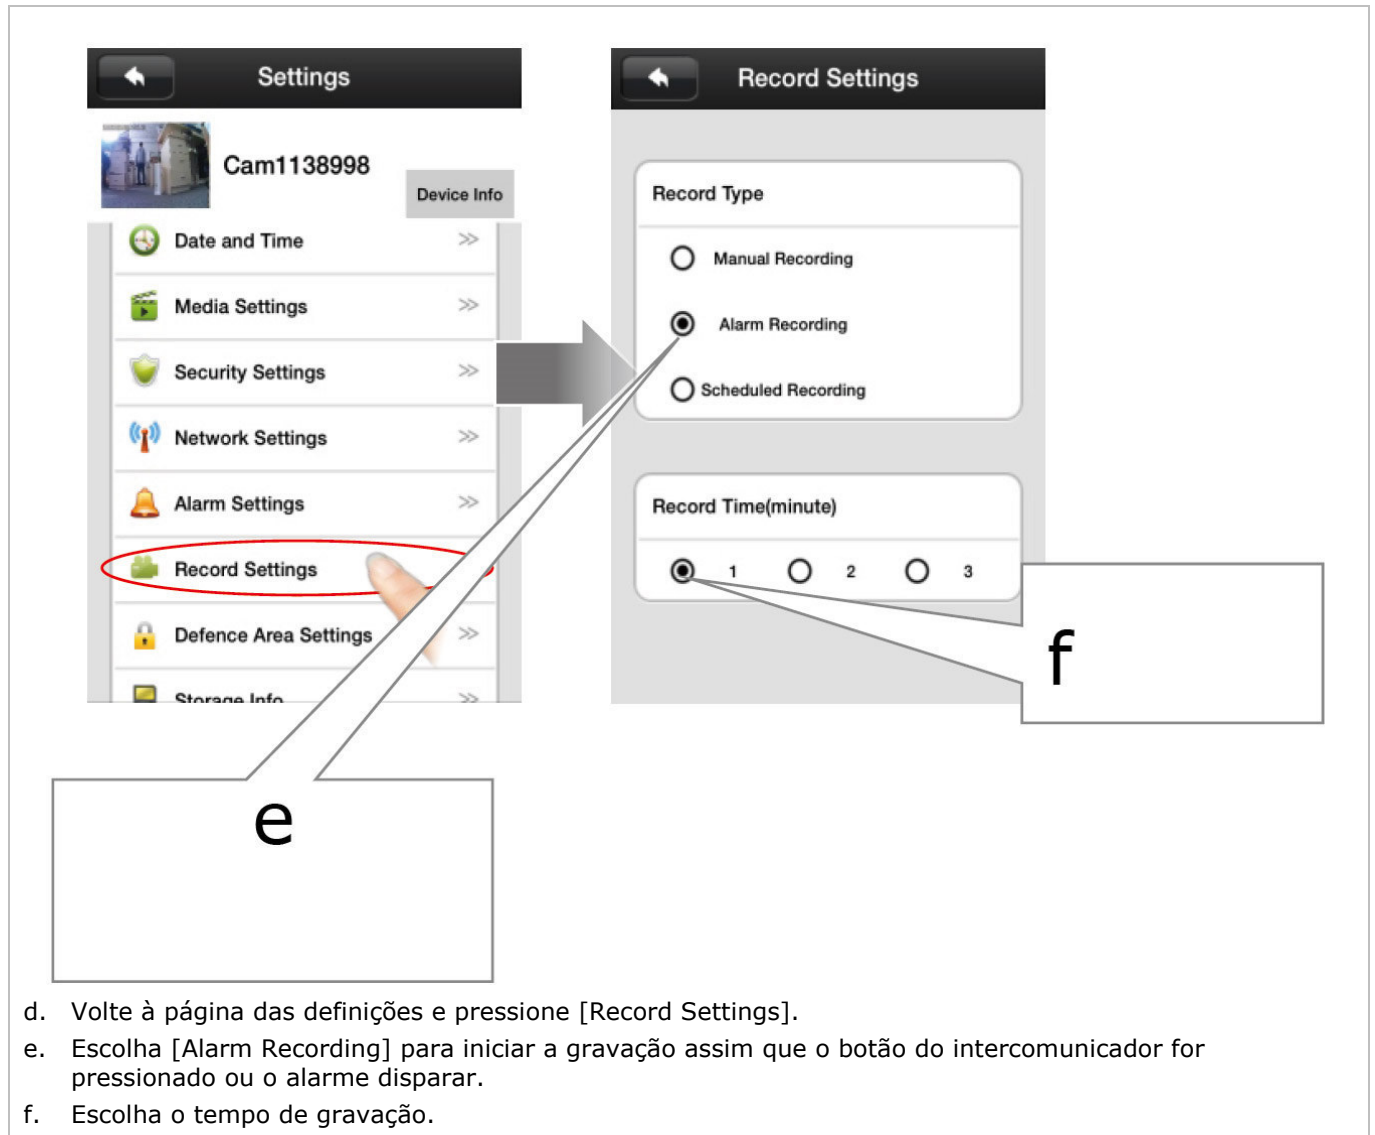 Settings
Cam1138998
Device Info
Date and Time
Media Settings
Security Settings
Network Settings
Alarm Settings
Record Settings
Defence Area Settings
Storage Info
Record Settings
Record Type
Manual Recording
Alarm Recording
Scheduled Recording
Record Time(minute)
1 2 3
f
e
d. Volte à página das definições e pressione [Record Settings].
e. Escolha [Alarm Recording] para iniciar a gravação assim que o botão do intercomunicador for
pressionado ou o alarme disparar.
f. Escolha o tempo de gravação.